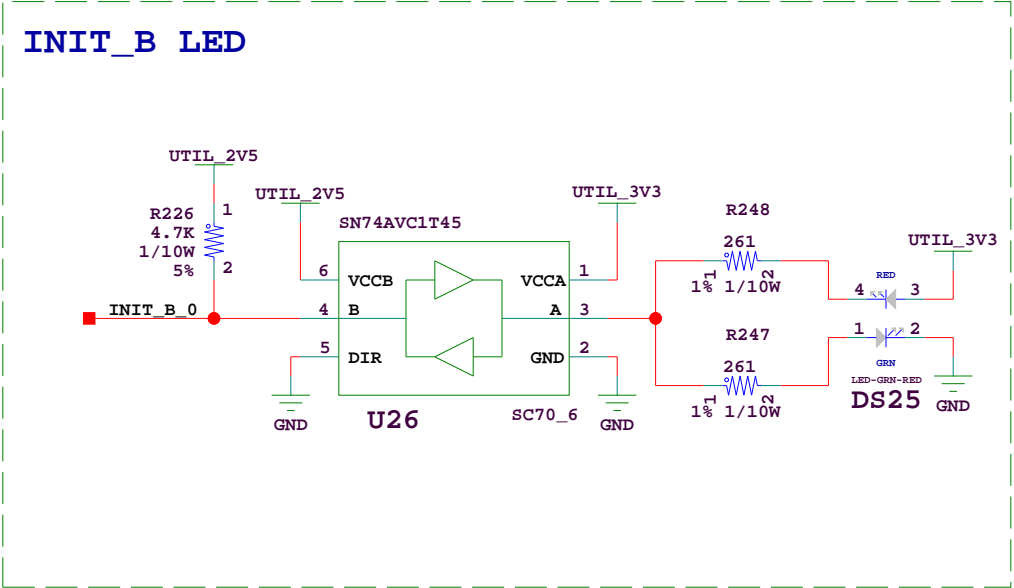 INIT_B LED
UTIL_2V5
R226
4.7K
1/10W
5%
1
2
INIT_B_0
UTIL_2V5
SN74AVC1T45
6
VCCB
4
B
5
DIR
GND
U26
UTIL_3V3
VCCA
1
A
3
GND
2
SC70_6
GND
R248
261
1
2
1% 1/10W
R247
261
1
2
1% 1/10W
UTIL_3V3
RED
4
3
1
2
GRN
LED-GRN-RED
DS25
GND